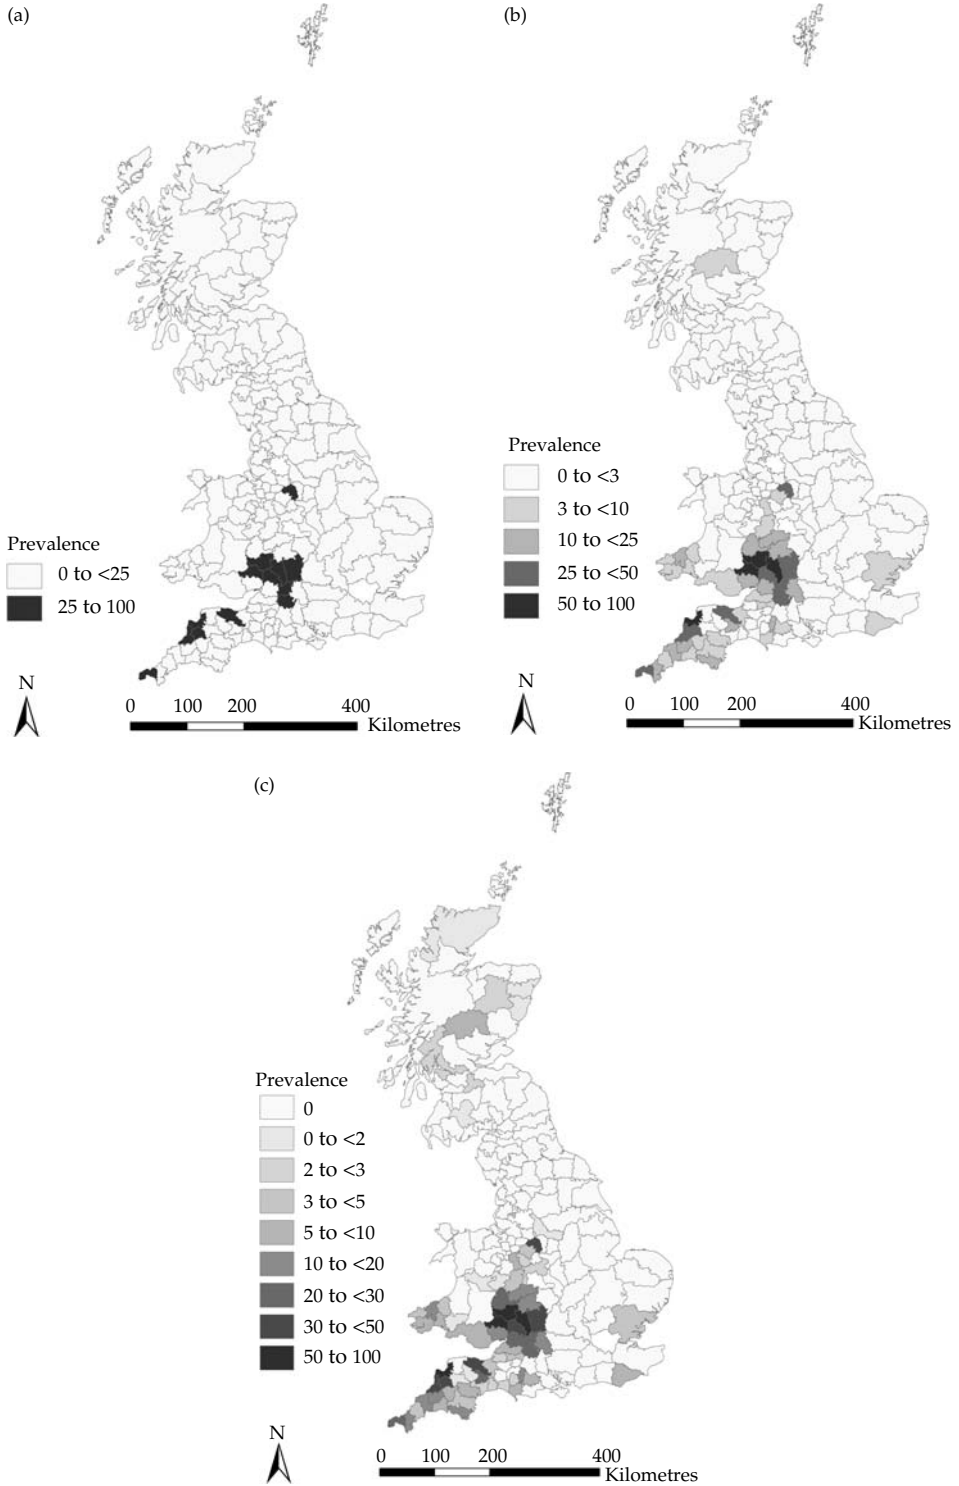 (a)
Prevalence
0 to <25
25 to 100
N
0 100 200 400
Kilometres
(b)
Prevalence
0 to <3
3 to <10
10 to <25
25 to <50
50 to 100
N
0 100 200 400
Kilometres
(c)
Prevalence
0
0 to <2
2 to <3
3 to <5
5 to <10
10 to <20
20 to <30
30 to <50
50 to 100
N
0 100 200 400
Kilometres